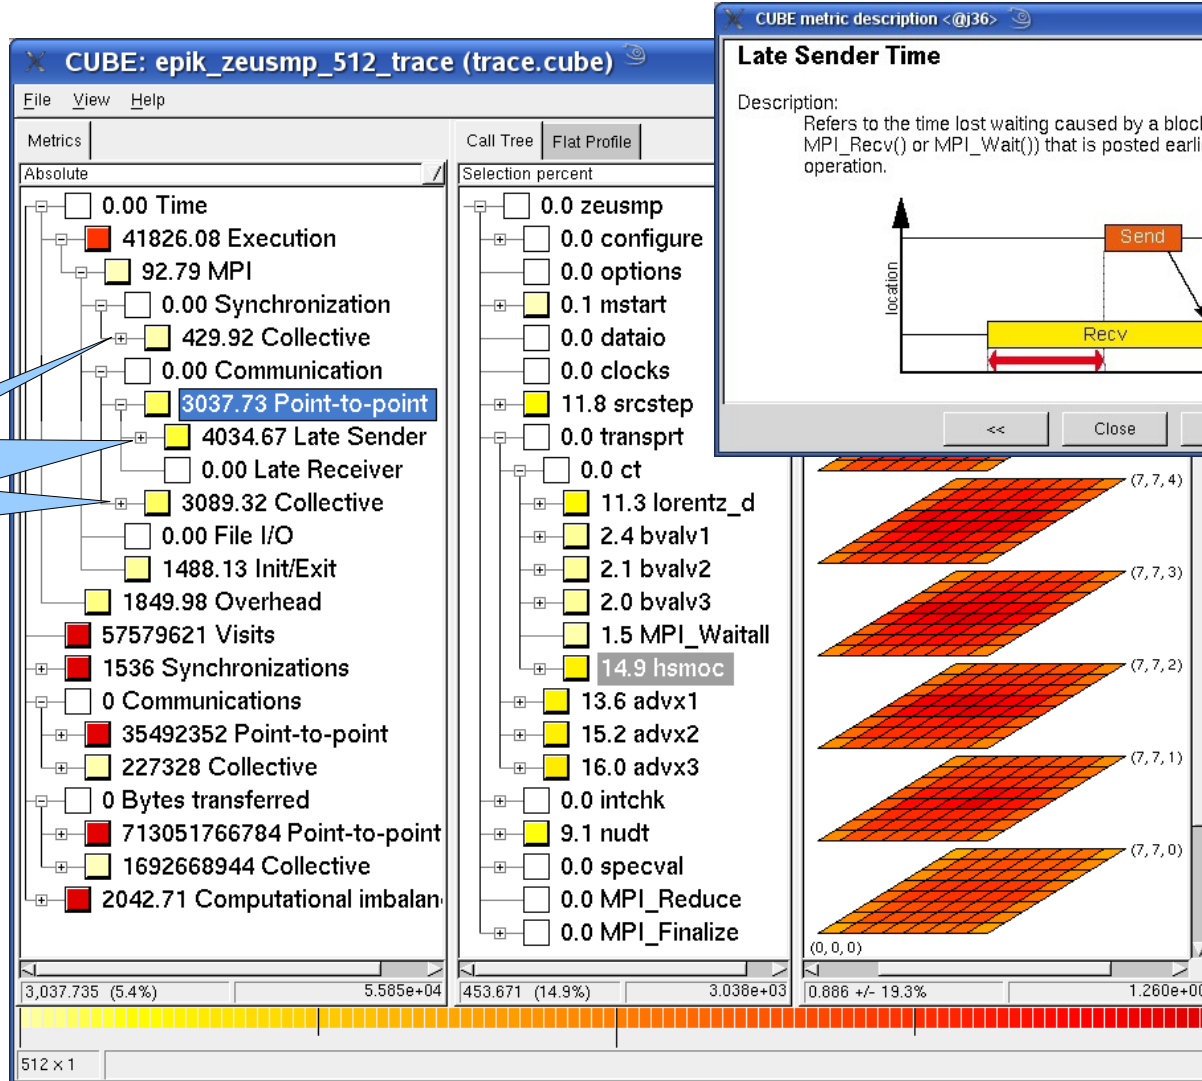 CUBE metric description <@j36>
Late Sender Time
Description:
Refers to the time lost waiting caused by a
MPI_Recv() or MPI_Wait()) that is posted
operation.
location
Send
Recv
<<
Close
CUBE: epik_zeusmp_512_trace (trace.cube)
File View Help
Metrics
Absolute
0.00 Time
41826.08 Execution
92.79 MPI
0.00 Synchronization
429.92 Collective
0.00 Communication
3037.73 Point-to-point
4034.67 Late Sender
0.00 Late Receiver
3089.32 Collective
0.00 File I/O
1488.13 Init/Exit
1849.98 Overhead
57579621 Visits
1536 Synchronizations
0 Communications
35492352 Point-to-point
227328 Collective
0 Bytes transferred
713051766784 Point-to-point
1692668944 Collective
2042.71 Computational imbalan
3,037.735 (5.4%)
5.585e+04
Call Tree
Flat Profile
Selection percent
0.0 zeusmp
0.0 configure
0.0 options
0.1 mstart
0.0 dataio
0.0 clocks
11.8 srcstep
0.0 transprt
0.0 ct
11.3 lorentz_d
2.4 bvalv1
2.1 bvalv2
2.0 bvalv3
1.5 MPI_Waitall
14.9 hsmoc
13.6 advx1
15.2 advx2
16.0 advx3
0.0 intchk
9.1 nudt
0.0 specval
0.0 MPI_Reduce
0.0 MPI_Finalize
453.671 (14.9%)
3.038e+03
(7, 7, 4)
(7, 7, 3)
(7, 7, 2)
(7, 7, 1)
(7, 7, 0)
(0, 0, 0)
0.886 +/- 19.3%
1.260e+00
512 x 1